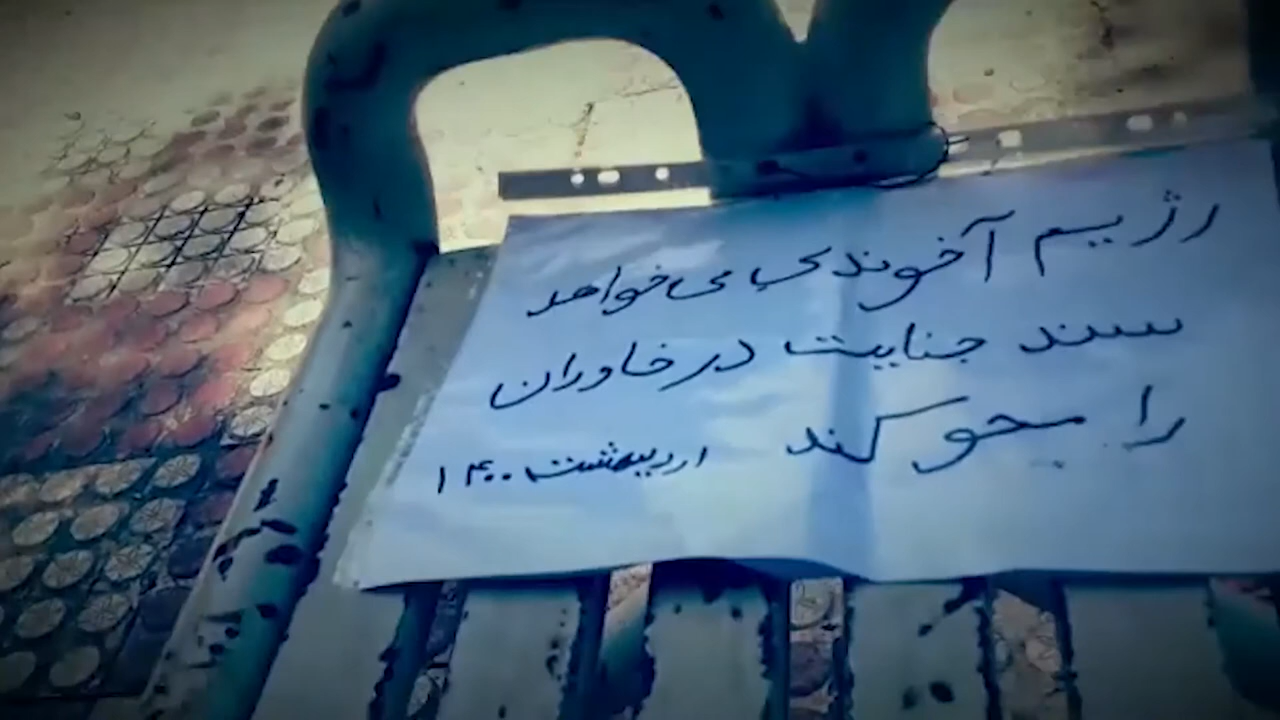 رژیم آخوندی می‌خواهد
سند جنایت در خاوران
را محو کند اردیبهشت ۱۴۰۰